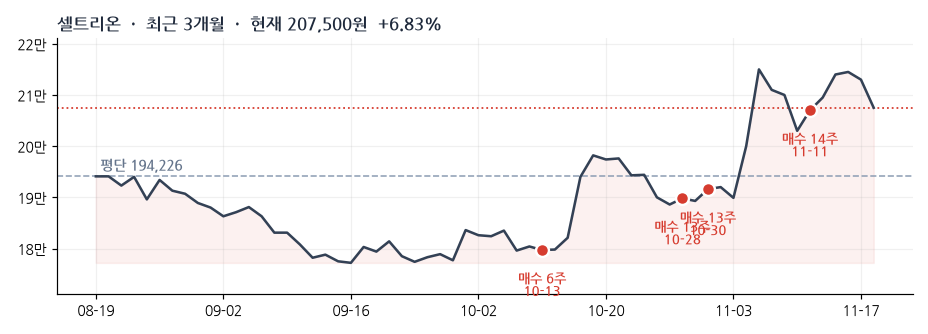 셀트리온 · 최근 3개월 · 현재 207,500원 +6.83%
22만
21만
20만
19만
18만
평단 194,226
매수 6주
10-13
매수
10-28
매수 13주
10-30
매수 14주
11-11
08-19
09-02
09-16
10-02
10-20
11-03
11-17